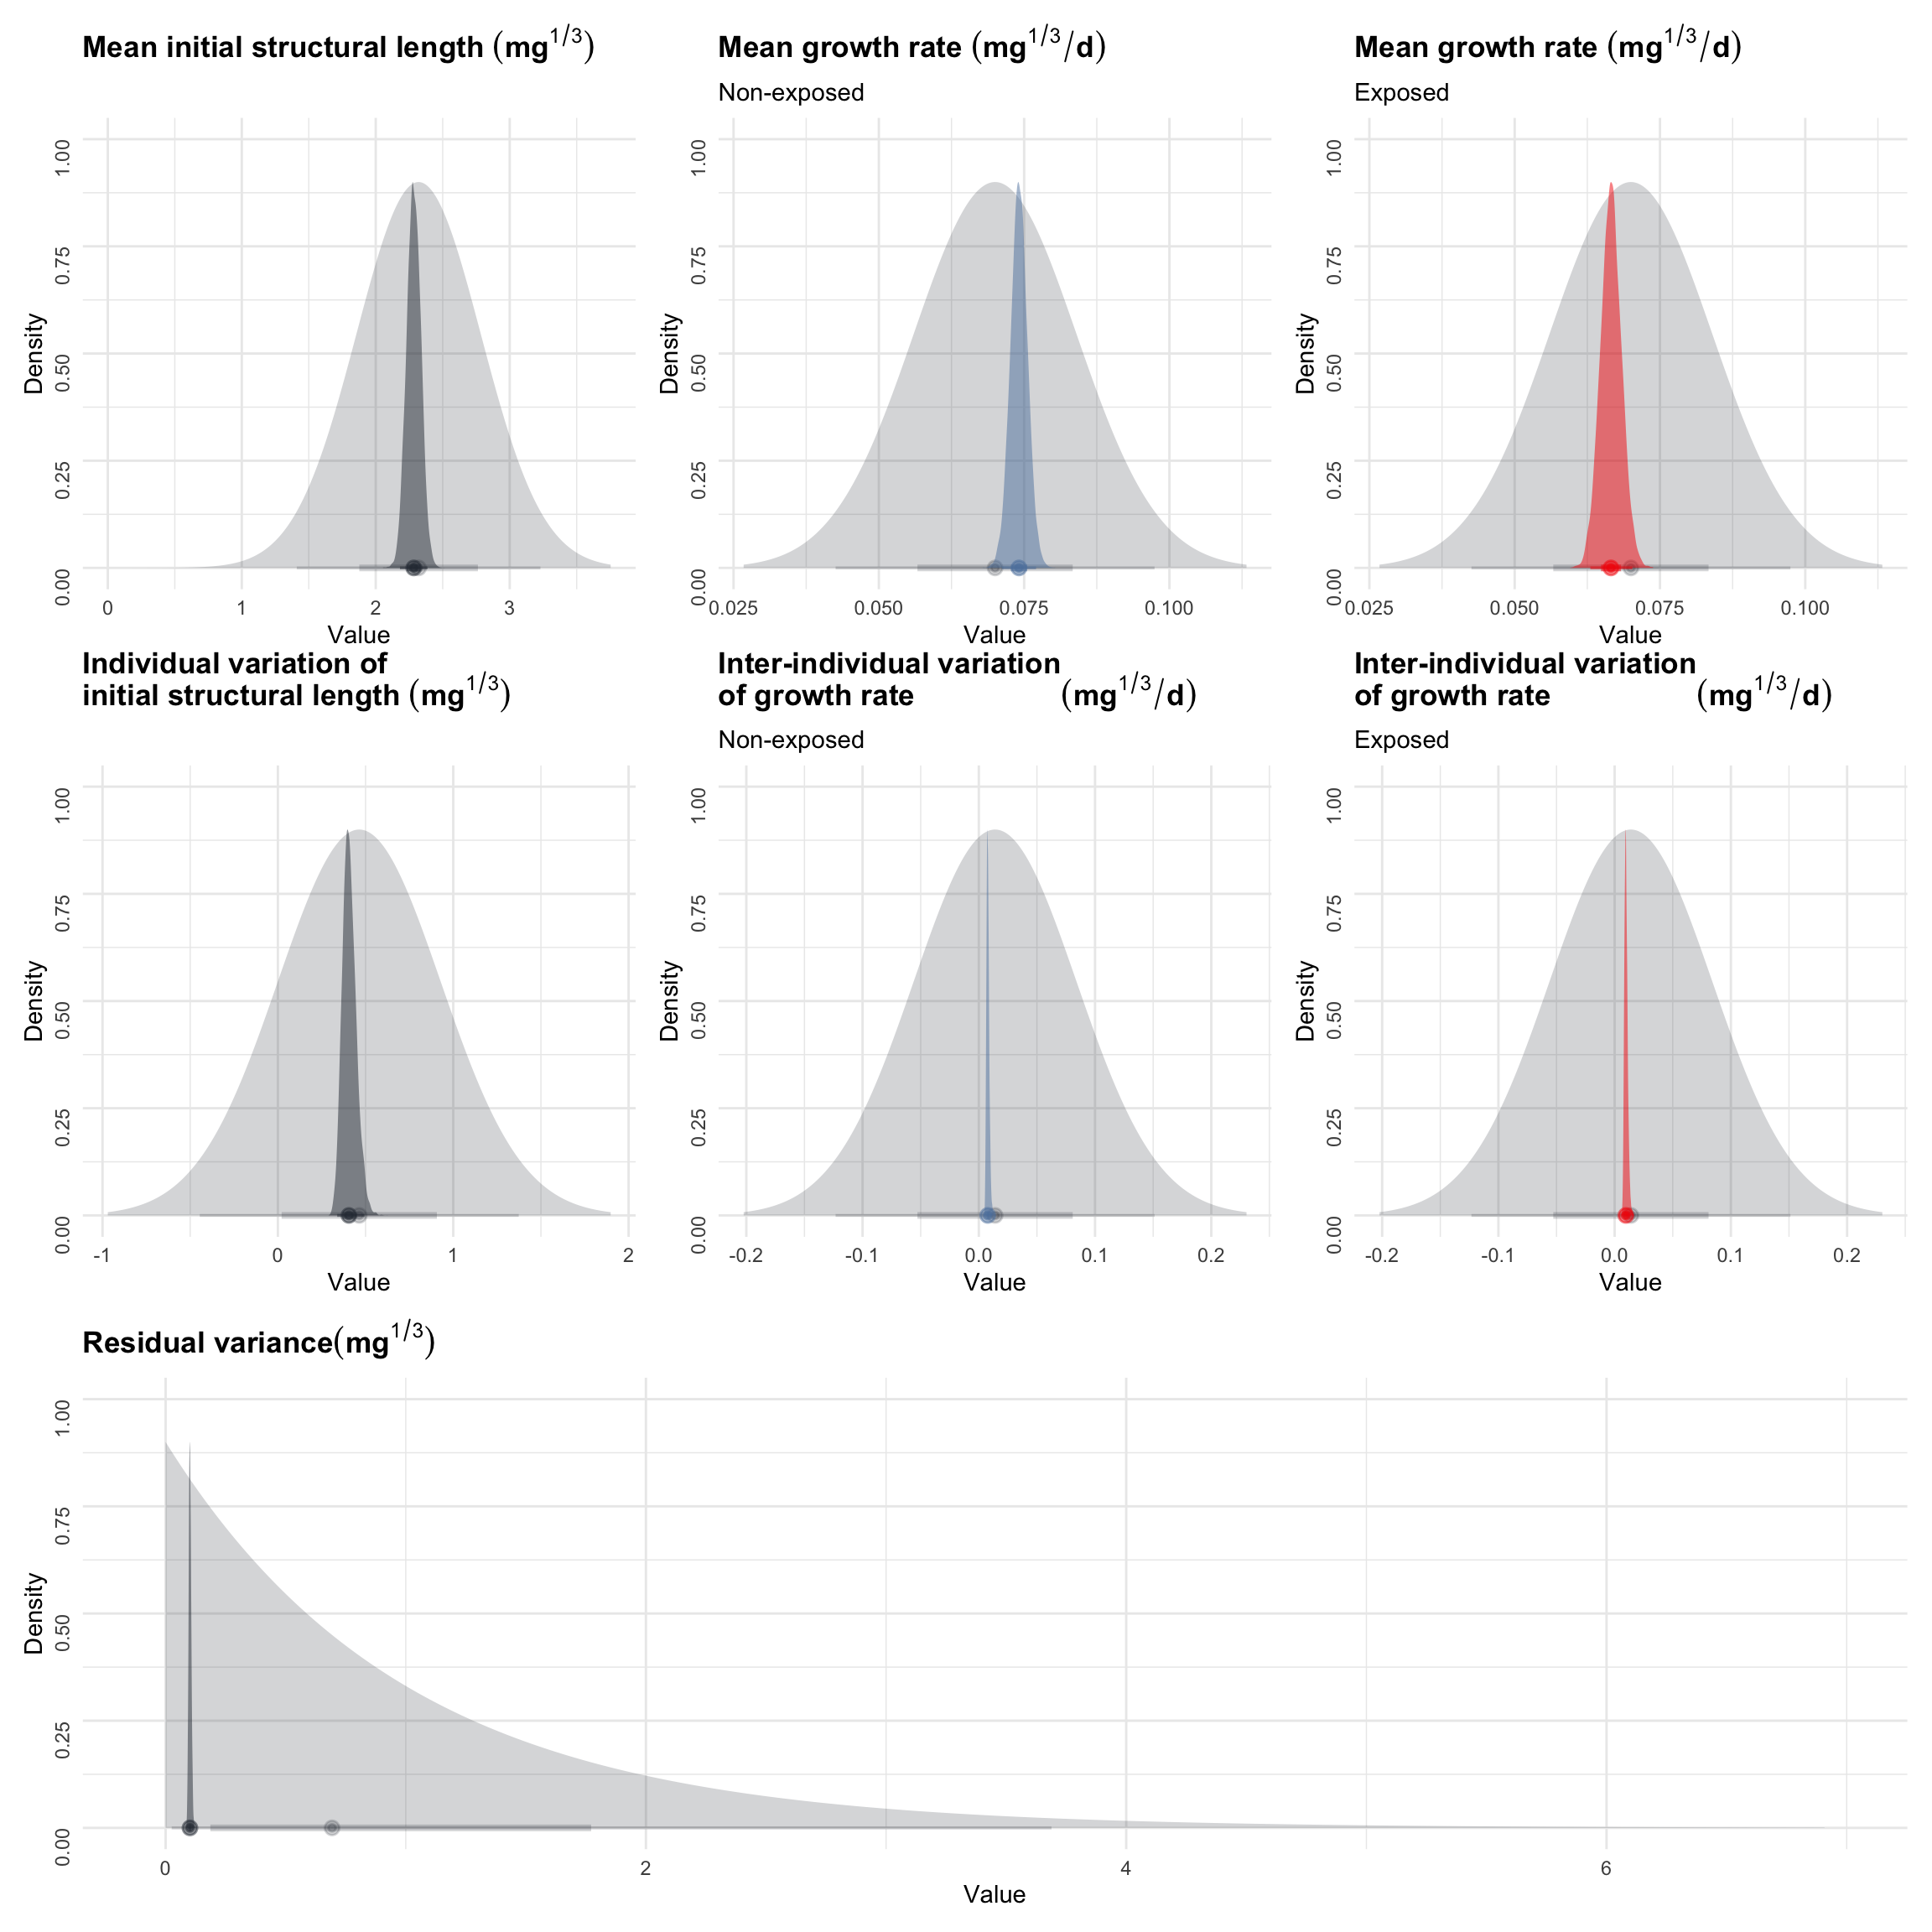 Mean initial structural length (mg^1/3)
Mean growth rate (mg^1/3/d)
Non-exposed
Mean growth rate (mg^1/3/d)
Exposed
Density
0.00 0.25 0.50 0.75 1.00
0 1 2 3
Value
Density
0.00 0.25 0.50 0.75 1.00
0.025 0.050 0.075 0.100
Value
Density
0.00 0.25 0.50 0.75 1.00
0.025 0.050 0.075 0.100
Value
Individual variation of
initial structural length (mg^1/3)
Inter-individual variation
of growth rate (mg^1/3/d)
Non-exposed
Inter-individual variation
of growth rate (mg^1/3/d)
Exposed
Density
0.00 0.25 0.50 0.75 1.00
-1 0 1 2
Value
Density
0.00 0.25 0.50 0.75 1.00
-0.2 -0.1 0.0 0.1 0.2
Value
Density
0.00 0.25 0.50 0.75 1.00
-0.2 -0.1 0.0 0.1 0.2
Value
Residual variance(mg^1/3)
Density
0.00 0.25 0.50 0.75 1.00
0 2 4 6
Value